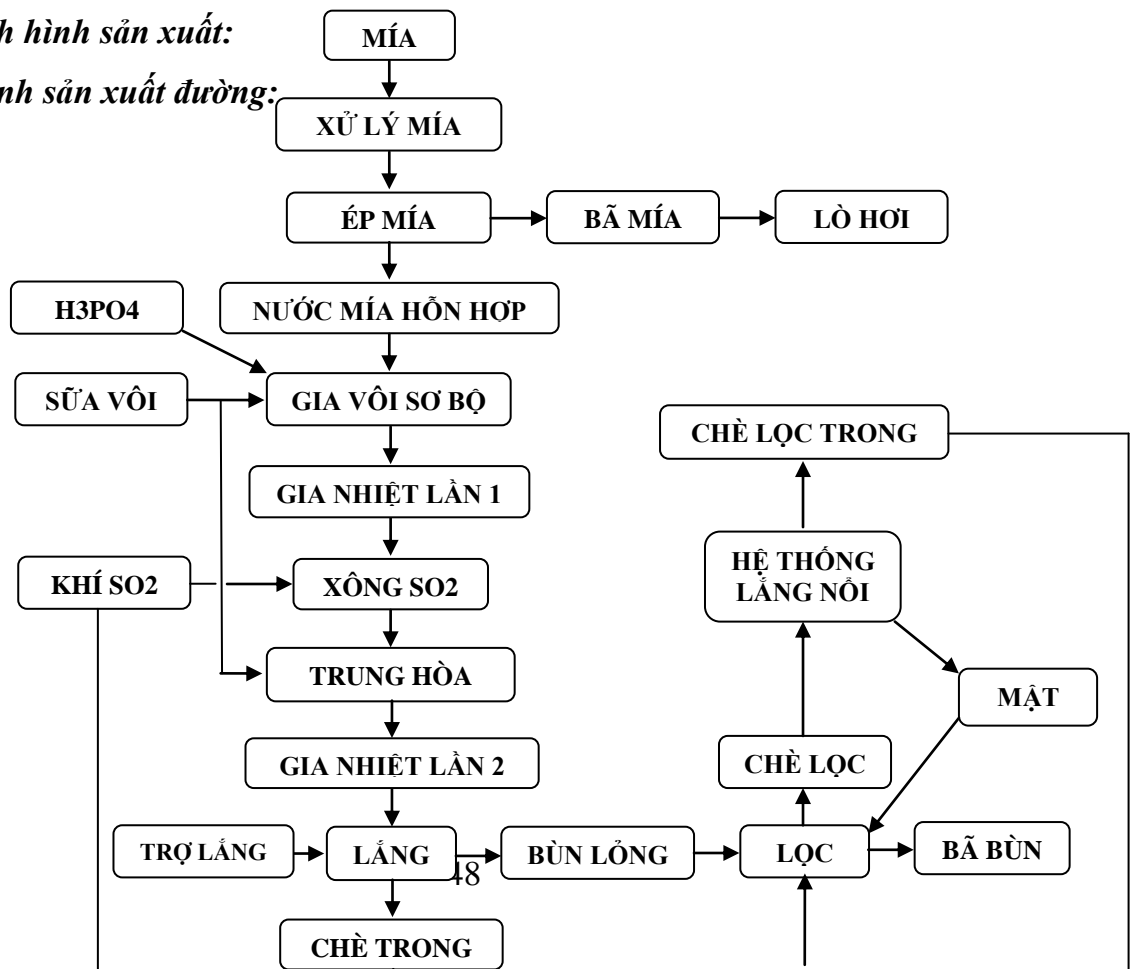 h hình sản xuất:
MÍA
nh sản xuất đường:
XỬ LÝ MÍA
ÉP MÍA
BÃ MÍA
LÒ HƠI
H3PO4
NƯỚC MÍA HỖN HỢP
SỮA VÔI
GIA VÔI SƠ BỘ
CHÈ LỌC TRONG
GIA NHIỆT LẦN 1
KHÍ SO2
XÔNG SO2
HỆ THỐNG
LẮNG NỔI
TRUNG HÒA
MẬT
GIA NHIỆT LẦN 2
CHÈ LỌC
TRỢ LẮNG
LẮNG
BÙN LỎNG
LỌC
BÃ BÙN
48
CHÈ TRONG